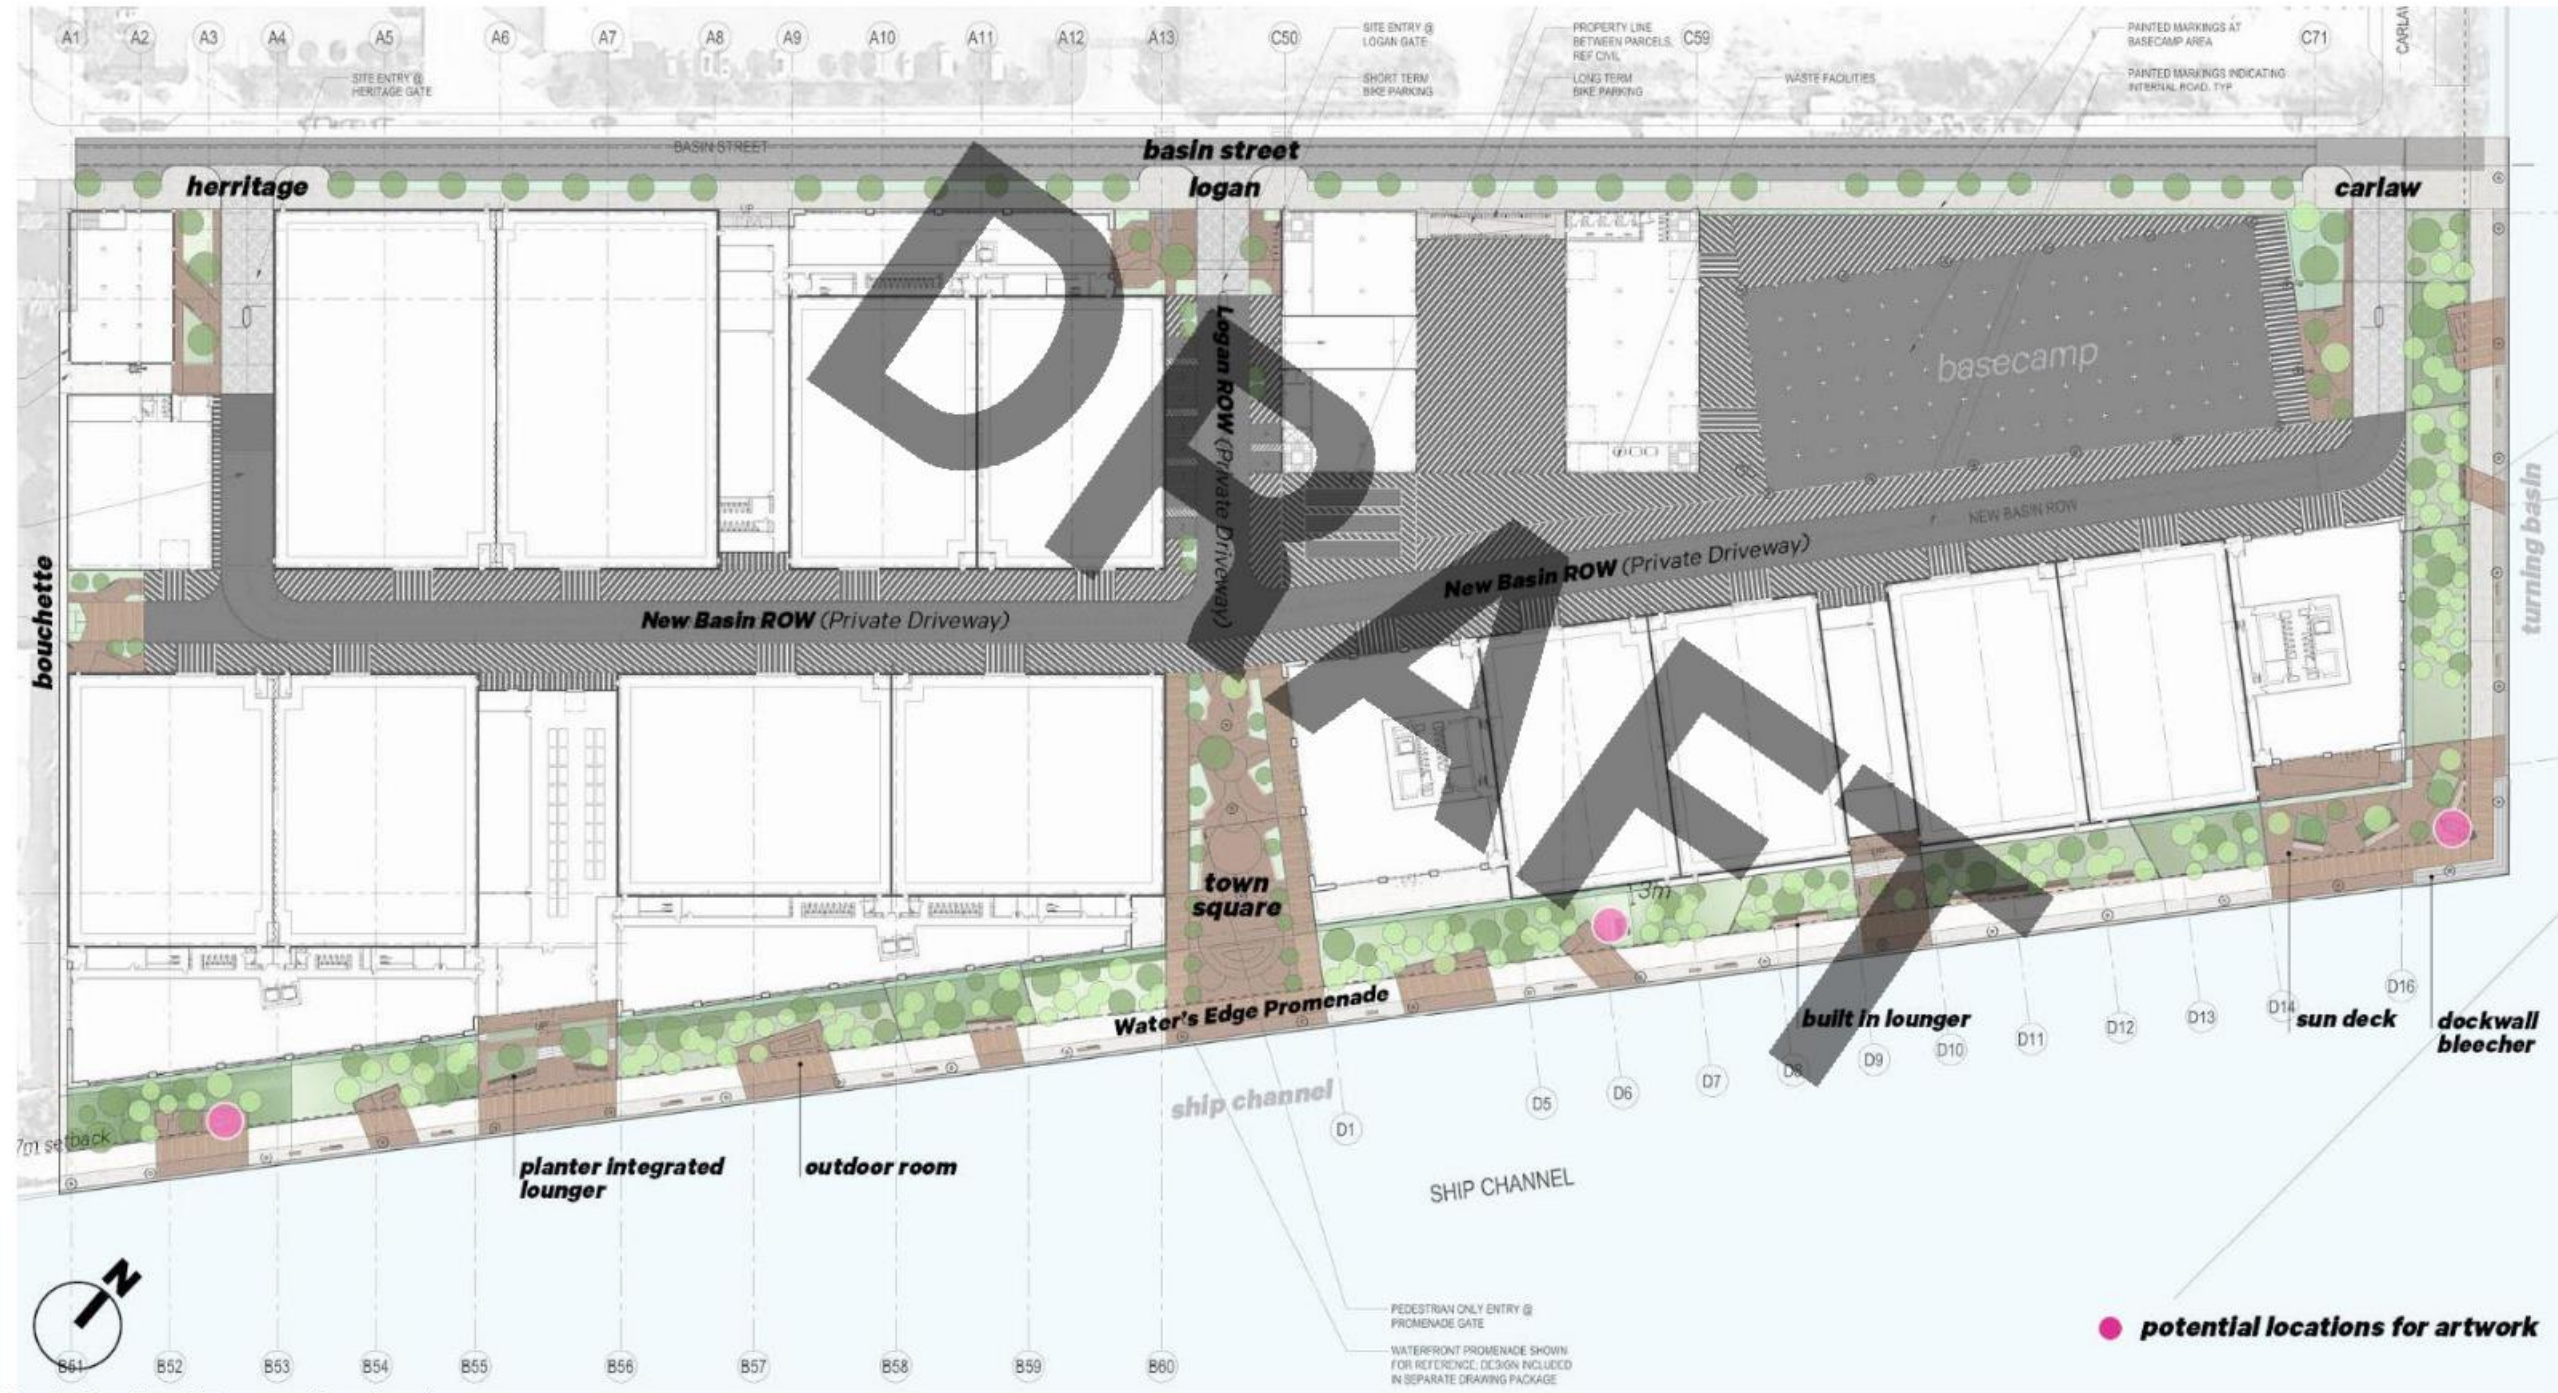 A1 A2 A3 A4 A5 A6 A7 A8 A9 A10 A11 A12 A13 C50 C59 C71
SITE ENTRY @
HERITAGE GATE
SITE ENTRY @
LOGAN GATE
SHORT TERM
BIKE PARKING
PROPERTY LINE
BETWEEN PARCELS,
REF CIVIL
LONG TERM
BIKE PARKING
WASTE FACILITIES
PAINTED MARKINGS AT
BASECAMP AREA
PAINTED MARKINGS INDICATING
INTERNAL ROAD, TYP
BASIN STREET
basin street
herritage
logan
carlaw
UP
DRAFT
basecamp
Logan ROW (Private Driveway)
New Basin ROW (Private Driveway)
New Basin ROW (Private Driveway)
NEW BASIN ROW
bouchette
turning basin
town
square
3m
Water's Edge Promenade
UP
7m setback
built in lounger
sun deck
dockwall
bleecher
ship channel
planter integrated
lounger
outdoor room
D1 D5 D6 D7 D8 D9 D10 D11 D12 D13 D14 D16
SHIP CHANNEL
N
PEDESTRIAN ONLY ENTRY @
PROMENADE GATE
WATERFRONT PROMENADE SHOWN
FOR REFERENCE; DESIGN INCLUDED
IN SEPARATE DRAWING PACKAGE
potential locations for artwork
B51 B52 B53 B54 B55 B56 B57 B58 B59 B60